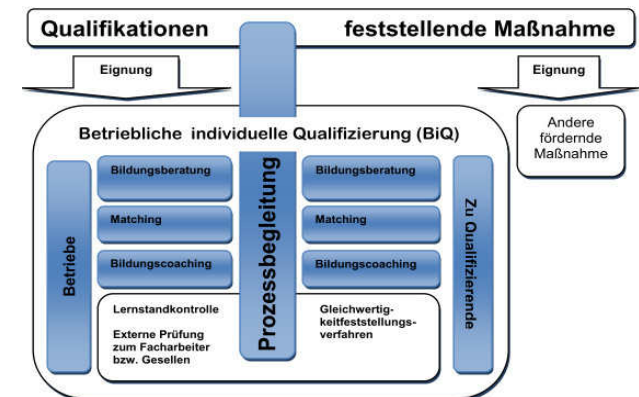 Qualifikationen feststellende Maßnahme
Eignung
Eignung
Betriebliche individuelle Qualifizierung (BiQ)
Andere
fördernde
Maßnahme
Betriebe
Bildungsberatung
Matching
Bildungscoaching
Lernstandkontrolle
Externe Prüfung
zum Facharbeiter
bzw. Gesellen
Prozessbegleitung
Bildungsberatung
Matching
Bildungscoaching
Gleichwertig-
keitfeststellungs-
verfahren
Zu Qualifizierende